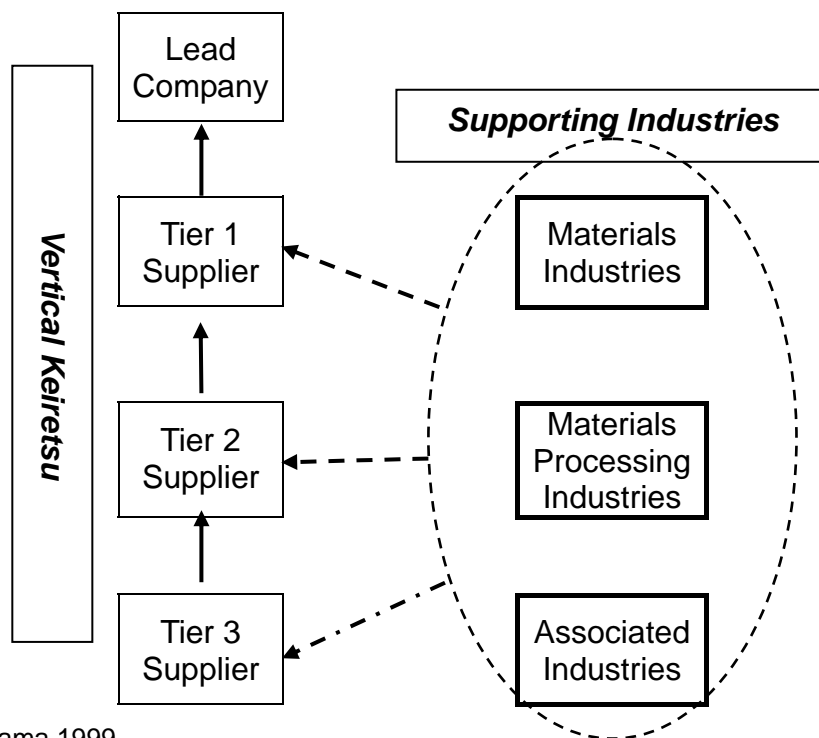 Lead
Company
Supporting Industries
Vertical Keiretsu
Tier 1
Supplier
Materials
Industries
Tier 2
Supplier
Materials
Processing
Industries
Tier 3
Supplier
Associated
Industries
1999